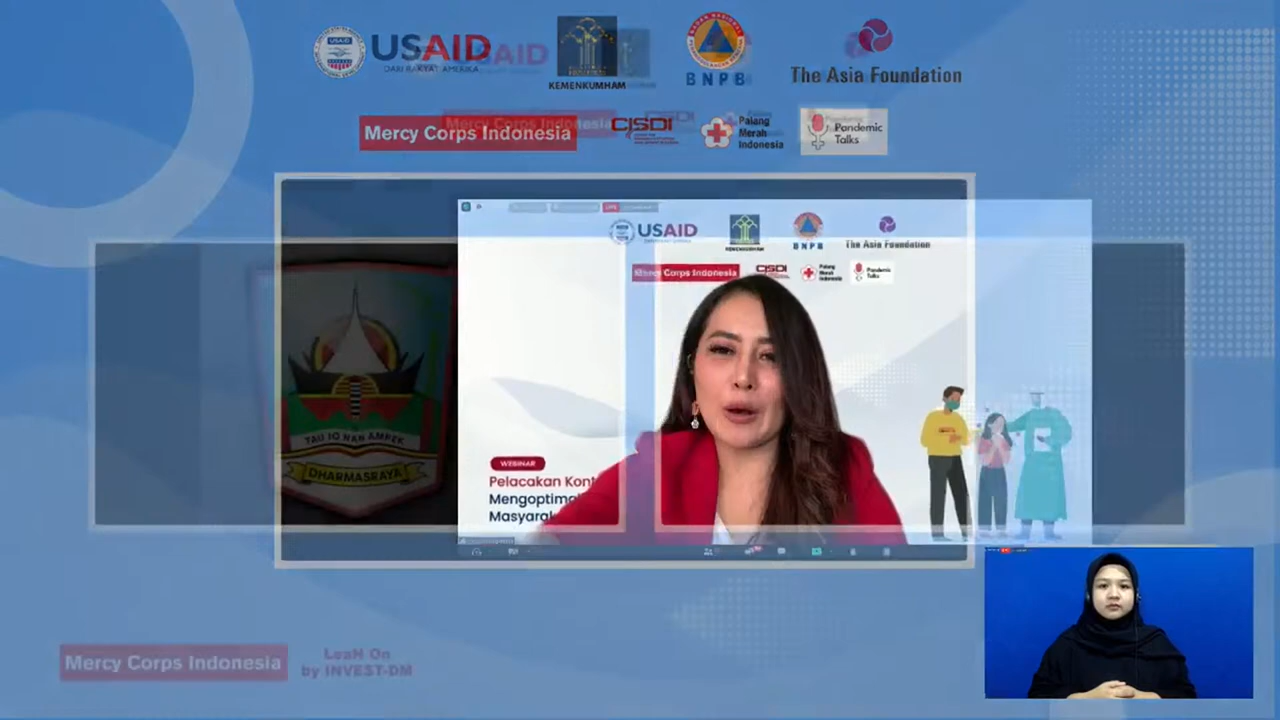 USAID
DARI RAKYAT AMERIKA
KEMENKUMHAM
BNPB
The Asia Foundation
Mercy Corps Indonesia
CISDI
Palang
Merah
Indonesia
Pandemic
Talks
USAID
BNPB
The Asia Foundation
Mercy Corps Indonesia
CISDI
Palang
Merah
Indonesia
Pandemic
Talks
TAU JO NAN AMPEK
DHARMASRAYA
WEBINAR
Pelacakan Kont
Mengoptimal
Masyarak
Mercy Corps Indonesia
LeaN On
by INVEST-DM